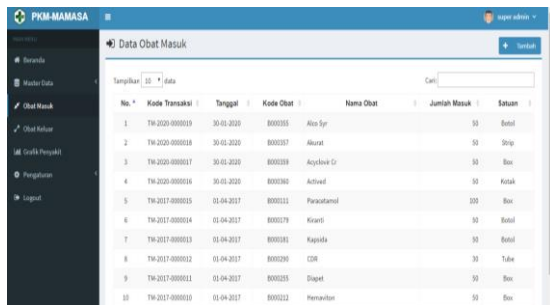 PKM-MAMASA
super admin
Beranda
Data Obat Masuk
Tambah
Master Data
Tampilkan 10 data
Cari:
Obat Masuk
Obat Keluar
Grafik Penyakit
Pengaturan
Logout
No. Kode Transaksi Tanggal Kode Obat Nama Obat Jumlah Masuk Satuan
1 TM-2020-0000019 30-01-2020 B000355 Alco Syr 50 Botol
2 TM-2020-0000018 30-01-2020 B000357 Akurat 50 Strip
3 TM-2020-0000017 30-01-2020 B000359 Acyclovir Cr 30 Box
4 TM-2020-0000016 30-01-2020 B000360 Actived 50 Kotak
5 TM-2017-0000015 01-04-2017 B000111 Paracetamol 100 Box
6 TM-2017-0000014 01-04-2017 B000179 Kiranti 50 Botol
7 TM-2017-0000013 01-04-2017 B000181 Kapsida 30 Botol
8 TM-2017-0000012 01-04-2017 B000290 CDR 30 Tube
9 TM-2017-0000011 01-04-2017 B000255 Diapet 50 Box
10 TM-2017-0000010 01-04-2017 B000212 Hemaviton 50 Box